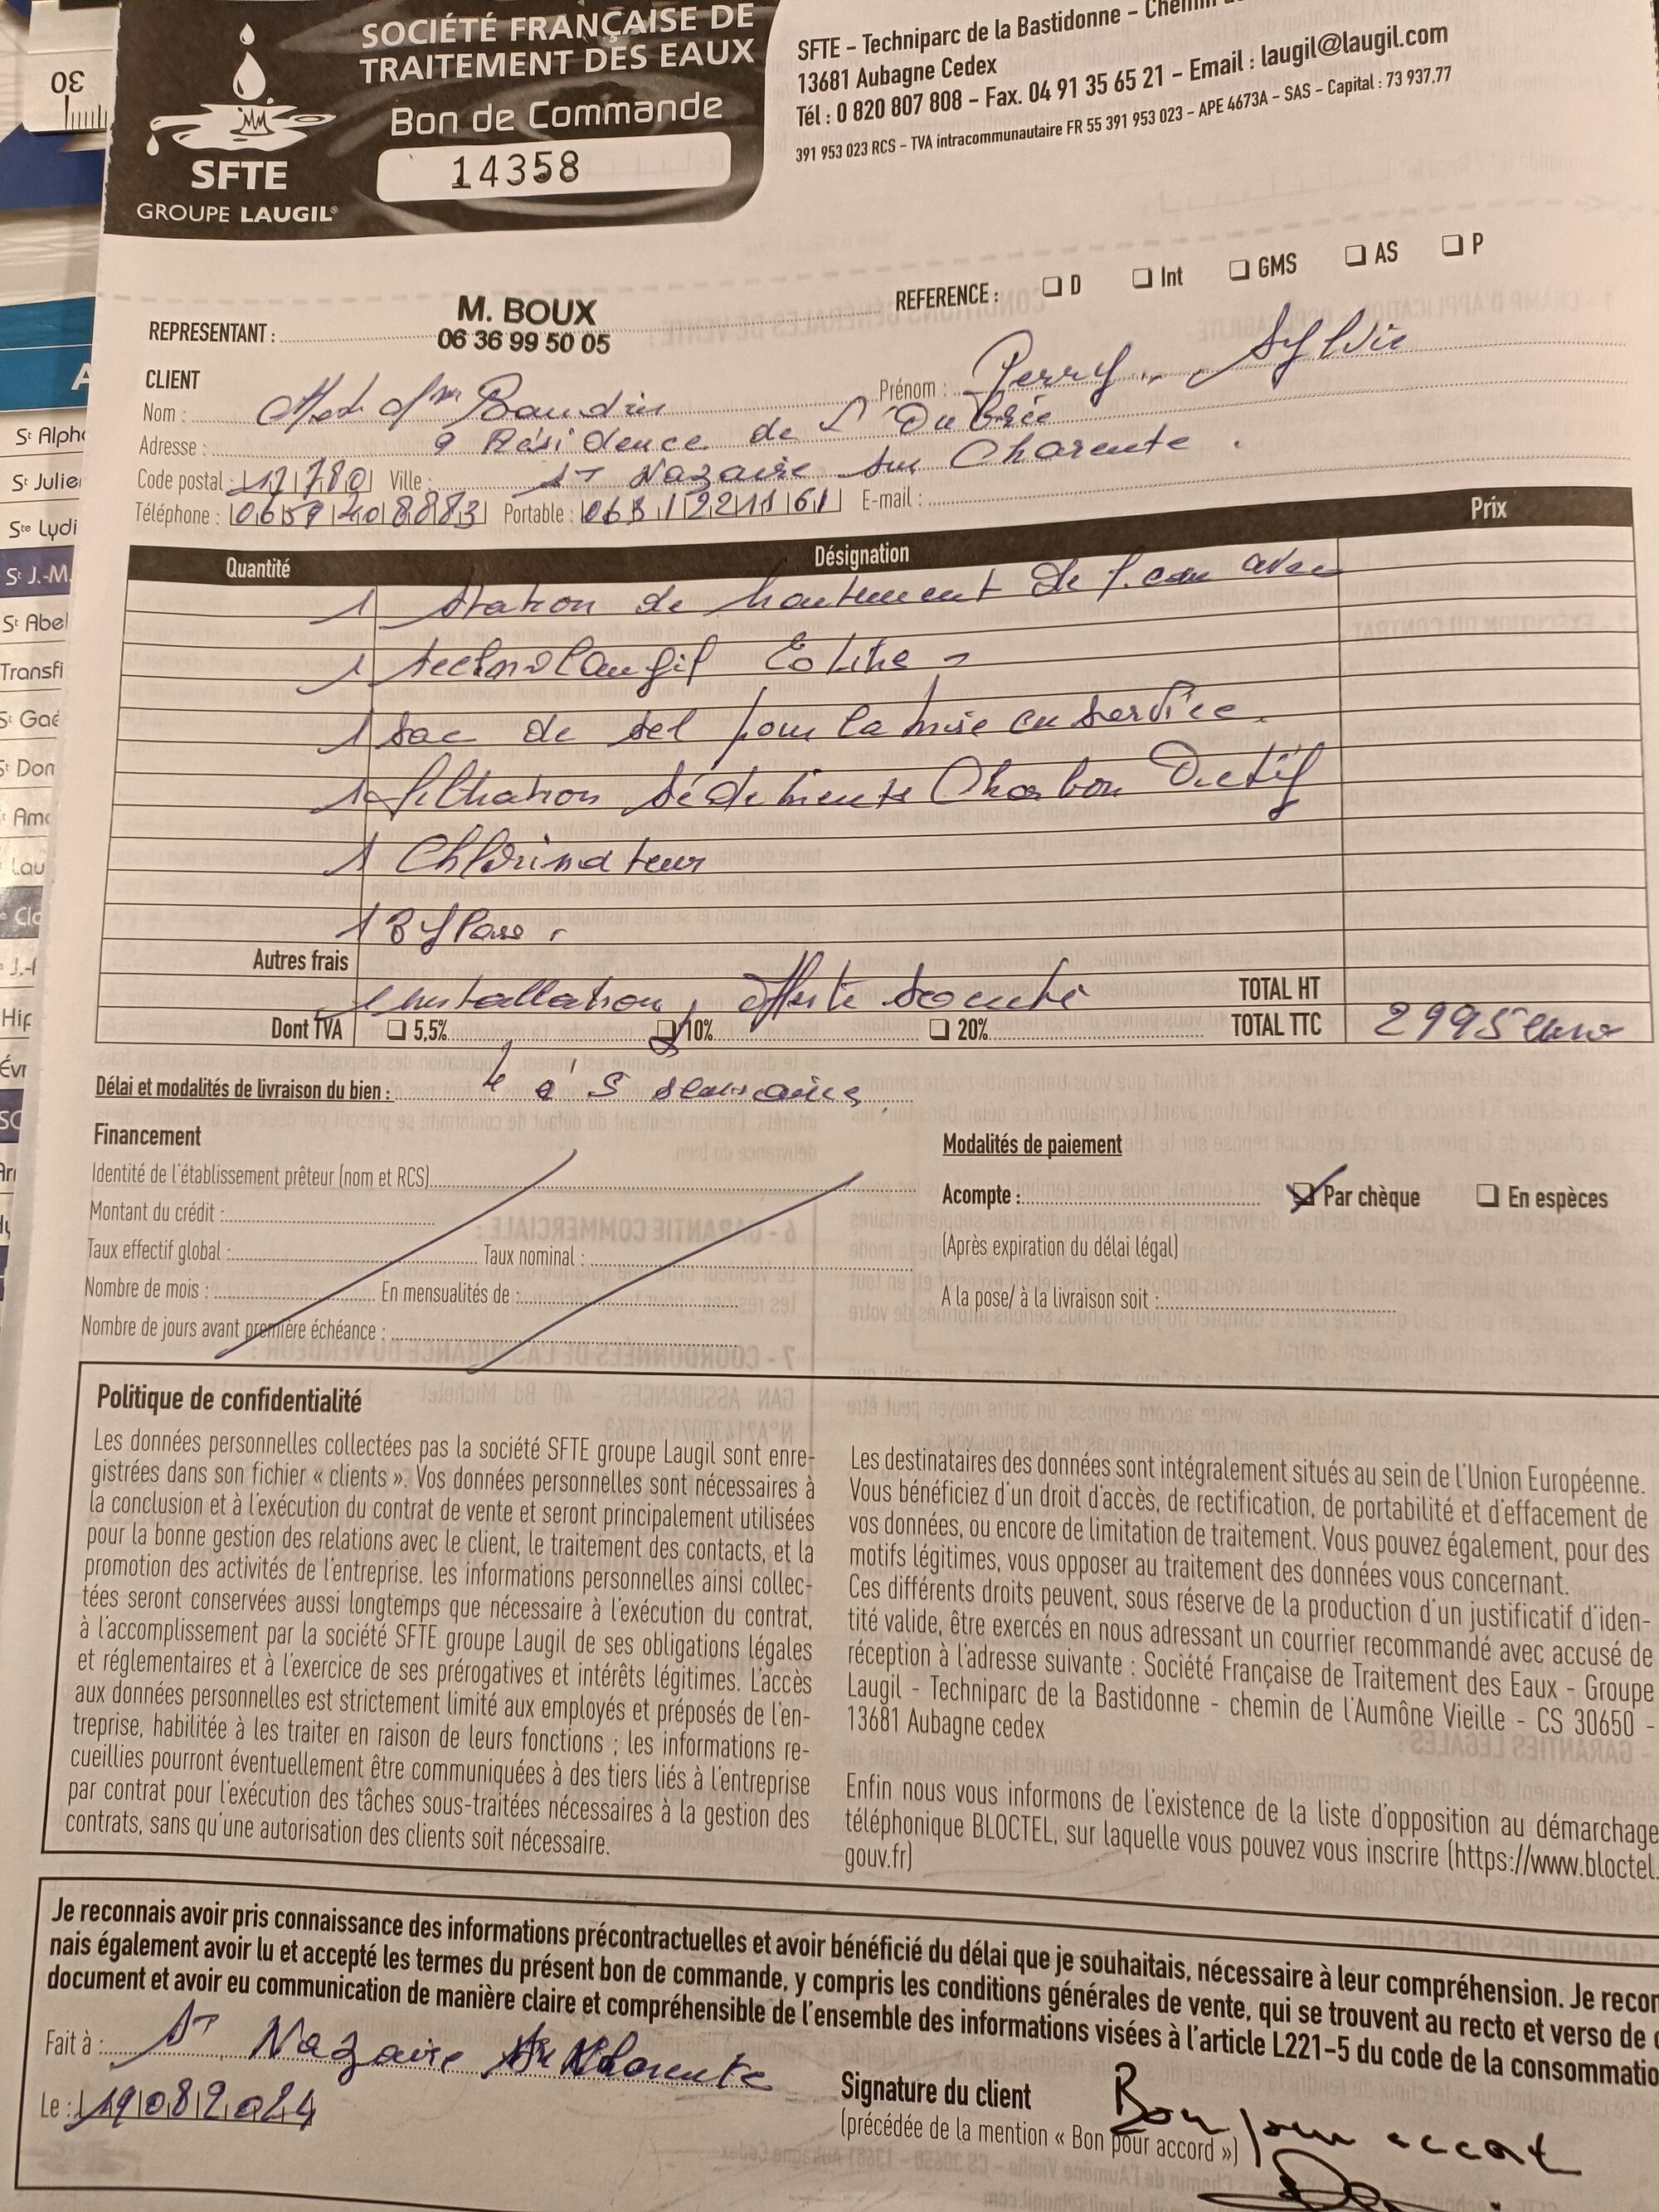 30
SOCIÉTÉ FRANÇAISE DE
TRAITEMENT DES EAUX
Bon de Commande
14358
SFTE
GROUPE LAUGIL®
SFTE – Techniparc de la Bastidonne – Chemin
13681 Aubagne Cedex
Tél : 0 820 807 808 – Fax. 04 91 35 65 21 – Email : laugil@laugil.com
391 953 023 RCS – TVA intracommunautaire FR 55 391 953 023 – APE 4673A – SAS – Capital : 73 937,77
REPRESENTANT : M. BOUX
06 36 99 50 05
REFERENCE : ❑ D ❑ Int ❑ GMS ❑ AS ❑ P
CLIENT
Nom : Baudin Prénom : Perry Sylvie
Adresse : 9 Résidence de
Code postal : 17780 Ville : St Nazaire sur Charente.
Téléphone : 0659408883 Portable : E-mail :
Quantité Désignation Prix
1 station de traitement de l'eau avec
1 technolaugil
1 sac de sel pour la mise en service.
1 filtration sédiments Charbon Actif
1 Chlorinateur
1 By Pass.
Autres frais
installation, offerte TOTAL HT
Dont TVA ❑ 5,5% ❑ 10% ❑ 20% TOTAL TTC 2995 euro
Délai et modalités de livraison du bien : 4 à 5 semaines
Financement
Identité de l'établissement prêteur (nom et RCS)
Montant du crédit :
Taux effectif global : Taux nominal :
Nombre de mois : En mensualités de :
Nombre de jours avant première échéance :
Modalités de paiement
Acompte : ❑ Par chèque ❑ En espèces
(Après expiration du délai légal)
A la pose/ à la livraison soit :
Politique de confidentialité
Les données personnelles collectées pas la société SFTE groupe Laugil sont enre-
gistrées dans son fichier « clients ». Vos données personnelles sont nécessaires à
la conclusion et à l'exécution du contrat de vente et seront principalement utilisées
pour la bonne gestion des relations avec le client, le traitement des contacts, et la
promotion des activités de l'entreprise. les informations personnelles ainsi collec-
tées seront conservées aussi longtemps que nécessaire à l'exécution du contrat,
à l'accomplissement par la société SFTE groupe Laugil de ses obligations légales
et réglementaires et à l'exercice de ses prérogatives et intérêts légitimes. L'accès
aux données personnelles est strictement limité aux employés et préposés de l'en-
treprise, habilitée à les traiter en raison de leurs fonctions ; les informations re-
cueillies pourront éventuellement être communiquées à des tiers liés à l'entreprise
par contrat pour l'exécution des tâches sous-traitées nécessaires à la gestion des
contrats, sans qu'une autorisation des clients soit nécessaire.
Les destinataires des données sont intégralement situés au sein de l'Union Européenne.
Vous bénéficiez d'un droit d'accès, de rectification, de portabilité et d'effacement de
vos données, ou encore de limitation de traitement. Vous pouvez également, pour des
motifs légitimes, vous opposer au traitement des données vous concernant.
Ces différents droits peuvent, sous réserve de la production d'un justificatif d'iden-
tité valide, être exercés en nous adressant un courrier recommandé avec accusé de
réception à l'adresse suivante : Société Française de Traitement des Eaux - Groupe
Laugil - Techniparc de la Bastidonne - chemin de l'Aumône Vieille - CS 30650 -
13681 Aubagne cedex
Enfin nous vous informons de l'existence de la liste d'opposition au démarchage
téléphonique BLOCTEL, sur laquelle vous pouvez vous inscrire (https://www.bloctel.
gouv.fr)
Je reconnais avoir pris connaissance des informations précontractuelles et avoir bénéficié du délai que je souhaitais, nécessaire à leur compréhension. Je recon
nais également avoir lu et accepté les termes du présent bon de commande, y compris les conditions générales de vente, qui se trouvent au recto et verso de
document et avoir eu communication de manière claire et compréhensible de l'ensemble des informations visées à l'article L221-5 du code de la consommatio
Fait à : St Nazaire sur Charente
Le : 19082024
Signature du client
(précédée de la mention « Bon pour accord »)
Bon pour accord